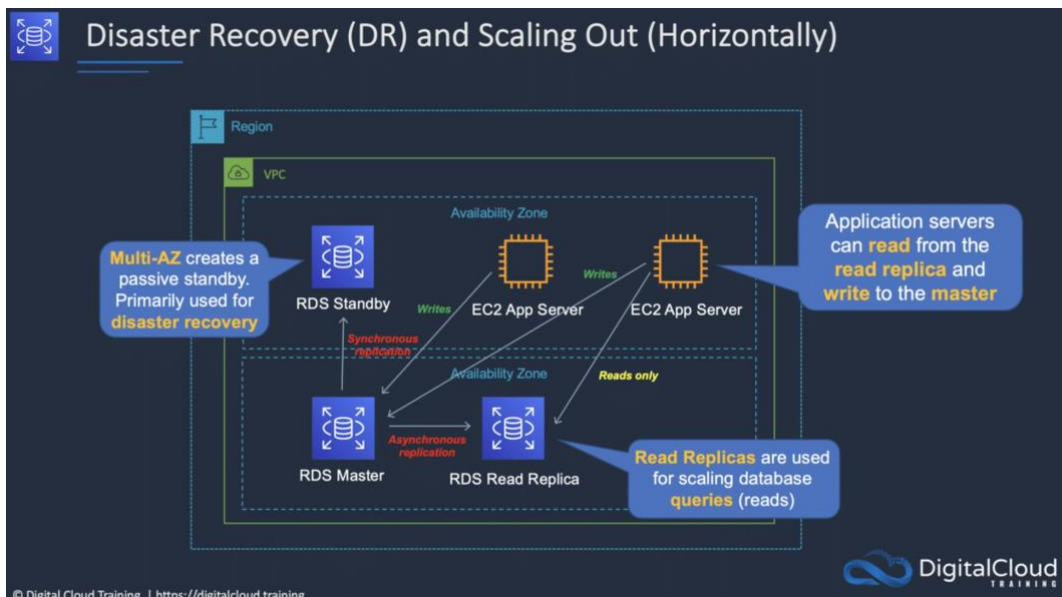 Disaster Recovery (DR) and Scaling Out (Horizontally)
Region
VPC
Availability Zone
Multi-AZ creates a
passive standby.
Primarily used for
disaster recovery
RDS Standby
Writes
EC2 App Server
Writes
EC2 App Server
Application servers
can read from the
read replica and
write to the master
Synchronous
replication
Availability Zone
Reads only
RDS Master
Asynchronous
replication
RDS Read Replica
Read Replicas are used
for scaling database
queries (reads)
DigitalCloud
TRAINING
© Digital Cloud Training | https://digitalcloud.training